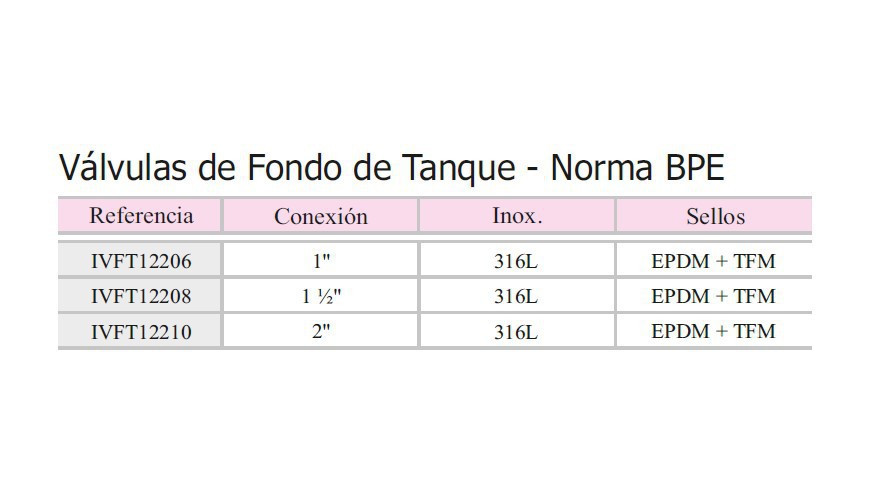 Válvulas de Fondo de Tanque - Norma BPE
Referencia Conexión Inox. Sellos
IVFT12206 1" 316L EPDM + TFM
IVFT12208 1 ½" 316L EPDM + TFM
IVFT12210 2" 316L EPDM + TFM